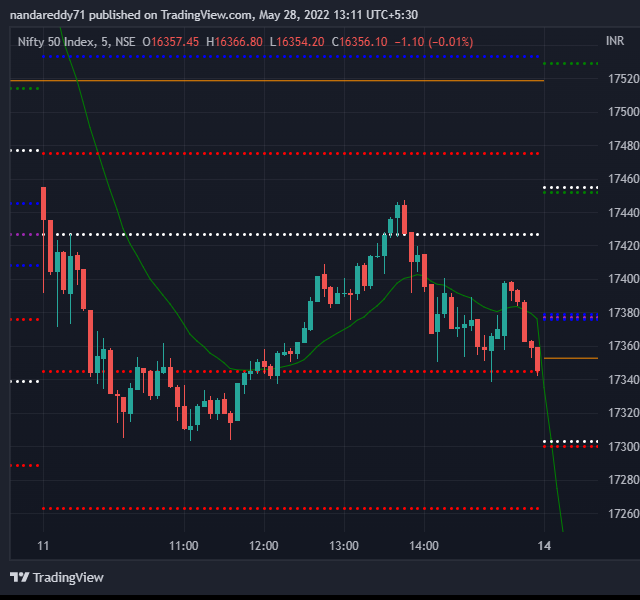 nandareddy71 published on TradingView.com, May 28, 2022 13:11 UTC+5:30
Nifty 50 Index, 5, NSE O16357.45 H16366.80 L16354.20 C16356.10 −1.10 (−0.01%)
INR
17520
17500
17480
17460
17440
17420
17400
17380
17360
17340
17320
17300
17280
17260
11 11:00 12:00 13:00 14:00 14
TradingView